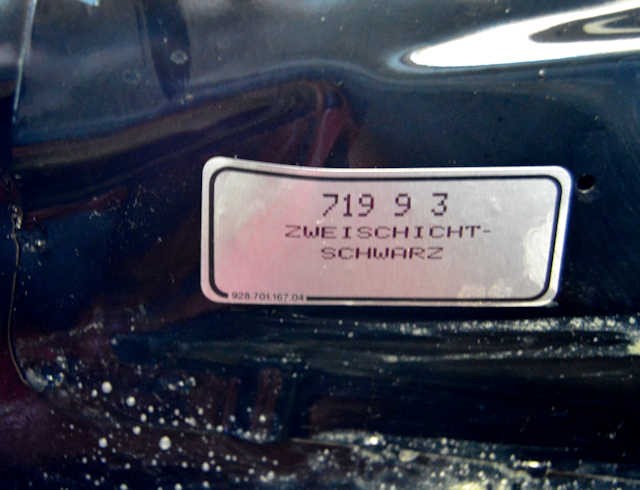 719 9 3
ZWEISCHICHT-
SCHWARZ
928.701.167.04